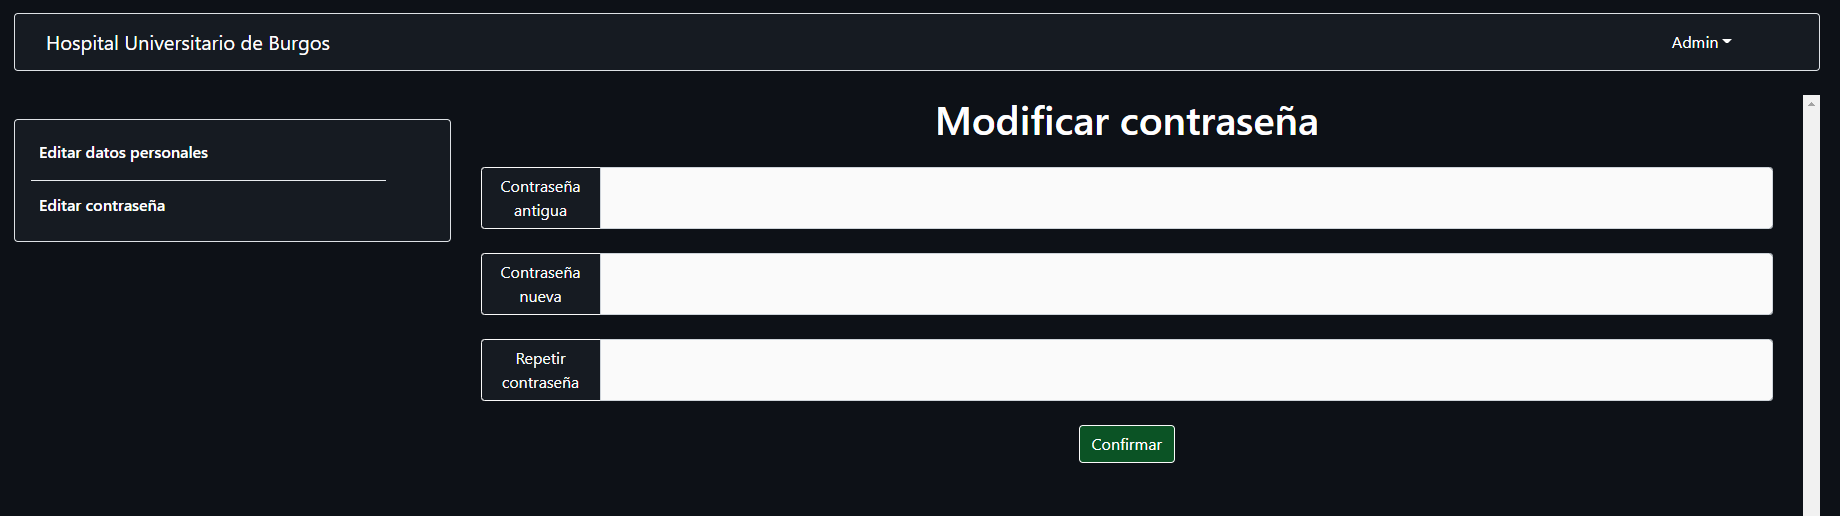 Hospital Universitario de Burgos
Admin
Editar datos personales
Editar contraseña
Modificar contraseña
Contraseña
antigua
Contraseña
nueva
Repetir
contraseña
Confirmar